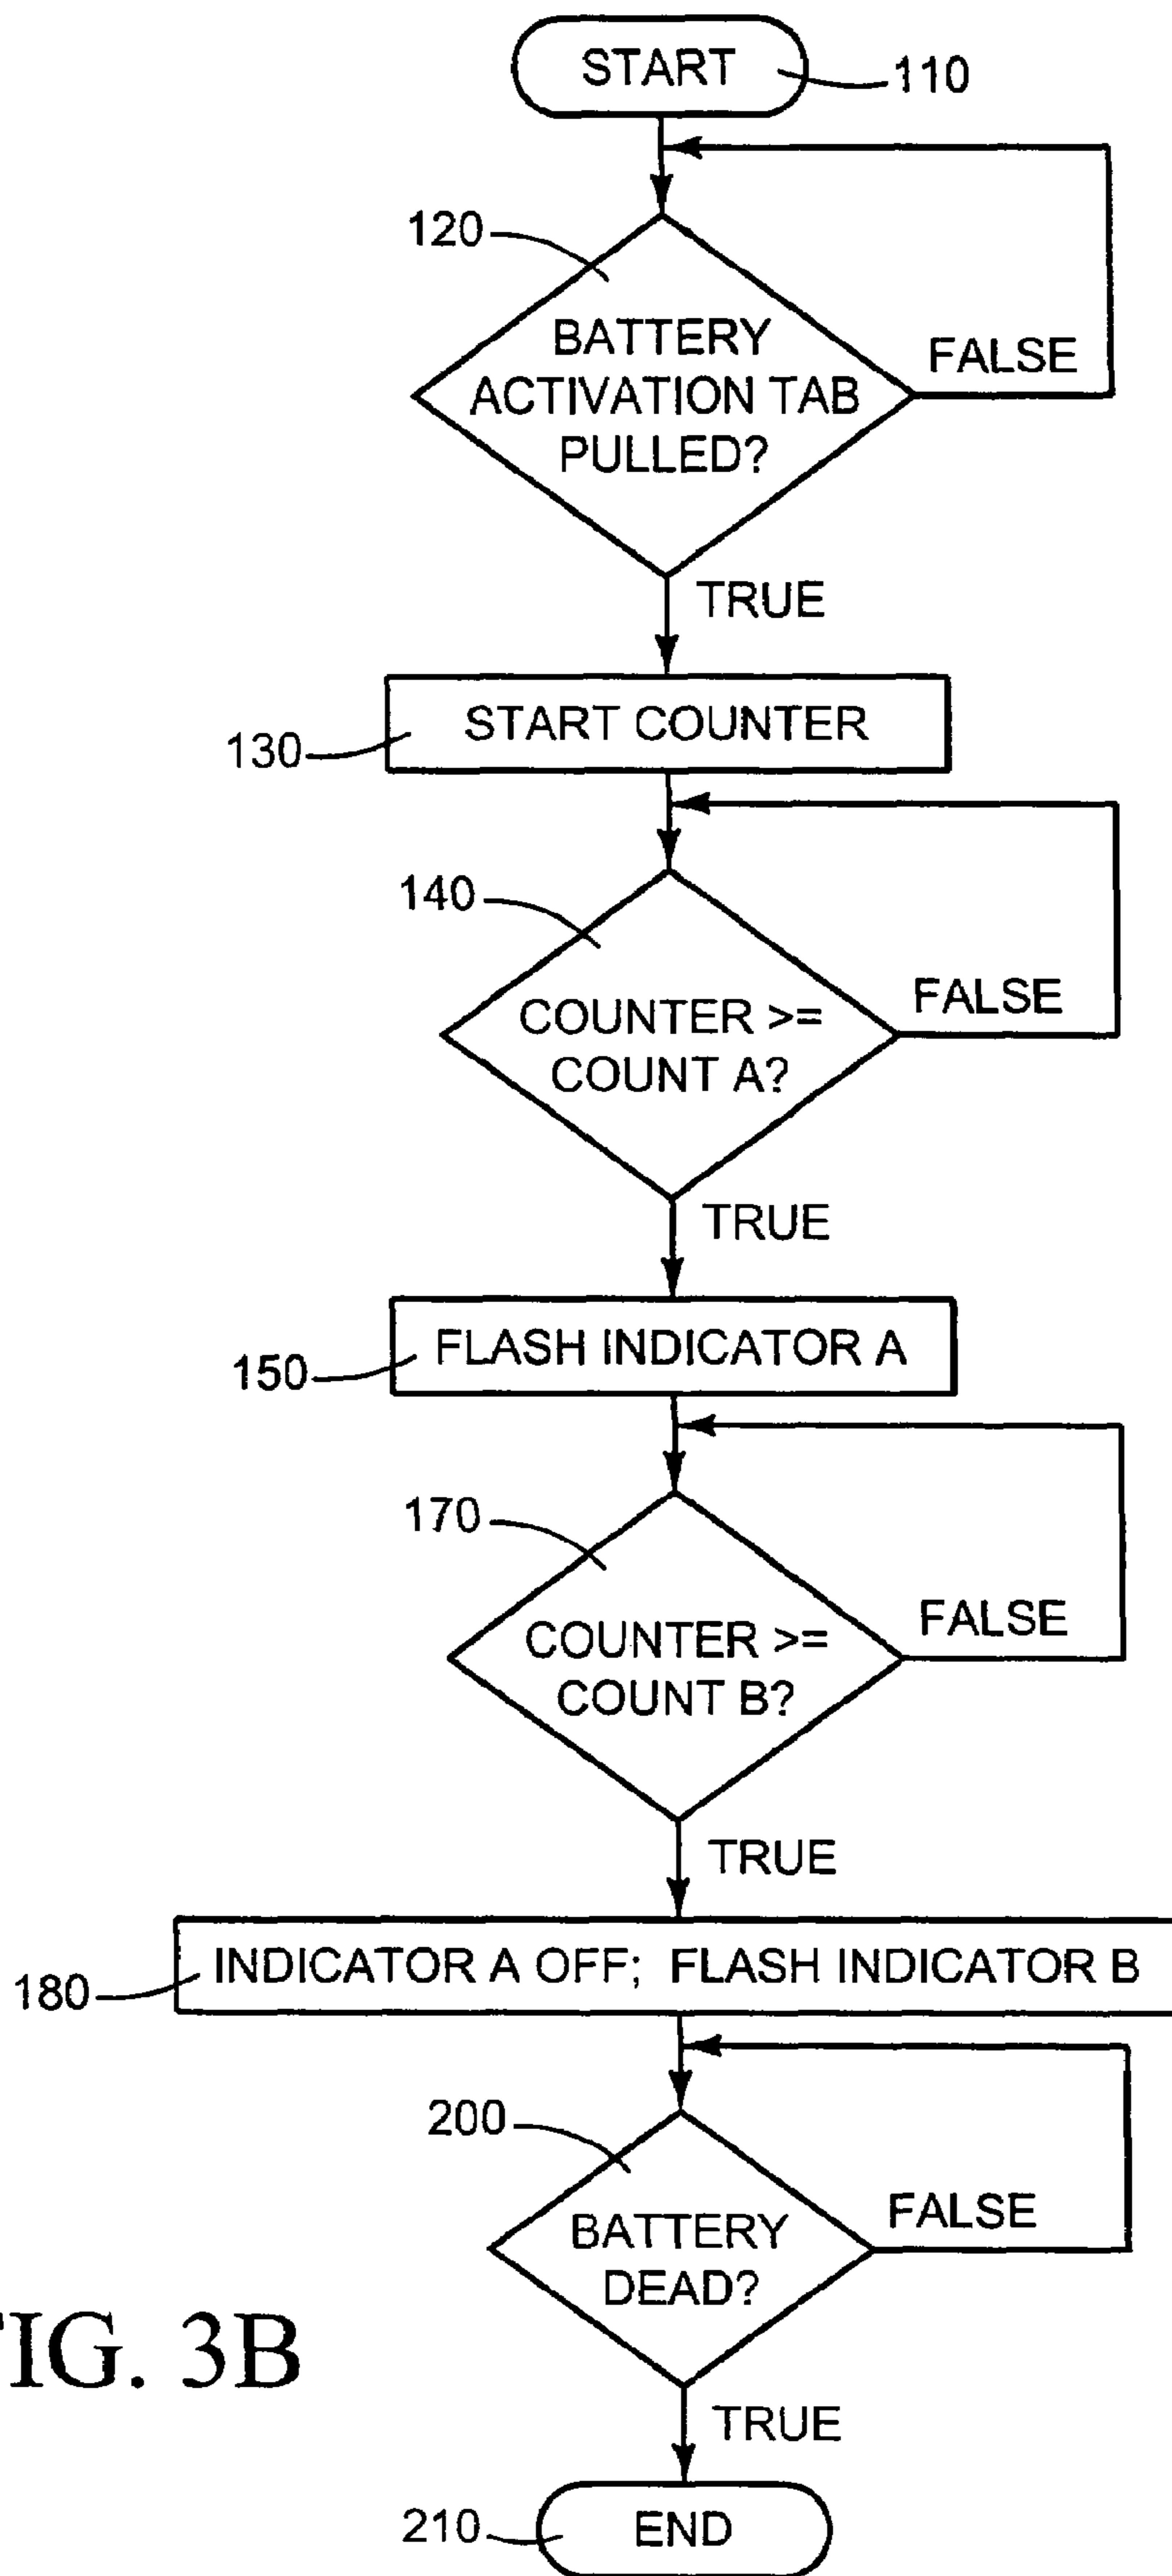 START
110
120
BATTERY
ACTIVATION TAB
PULLED?
FALSE
TRUE
START COUNTER
130
140
COUNTER >=
COUNT A?
FALSE
TRUE
FLASH INDICATOR A
150
170
COUNTER >=
COUNT B?
FALSE
TRUE
INDICATOR A OFF; FLASH INDICATOR B
180
200
BATTERY
DEAD?
FALSE
TRUE
FIG. 3B
END
210